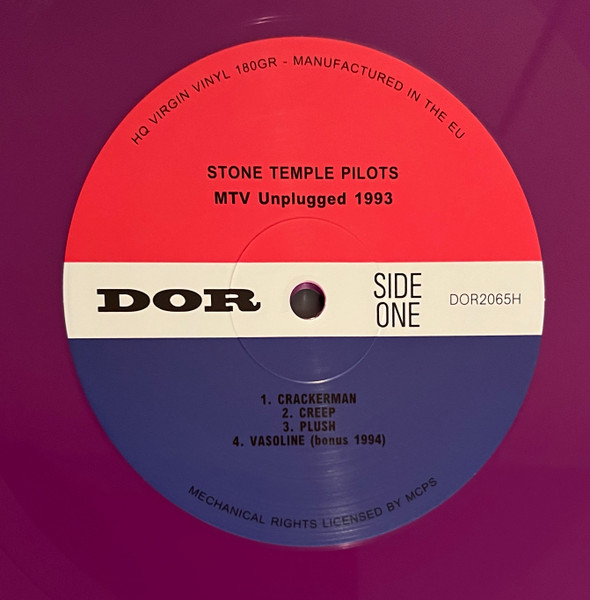 HQ VIRGIN VINYL 180GR - MANUFACTURED IN THE EU
STONE TEMPLE PILOTS
MTV Unplugged 1993
DOR
SIDE
ONE
DOR2065H
1. CRACKERMAN
2. CREEP
3. PLUSH
4. VASOLINE (bonus 1994)
MECHANICAL RIGHTS LICENSED BY MCPS